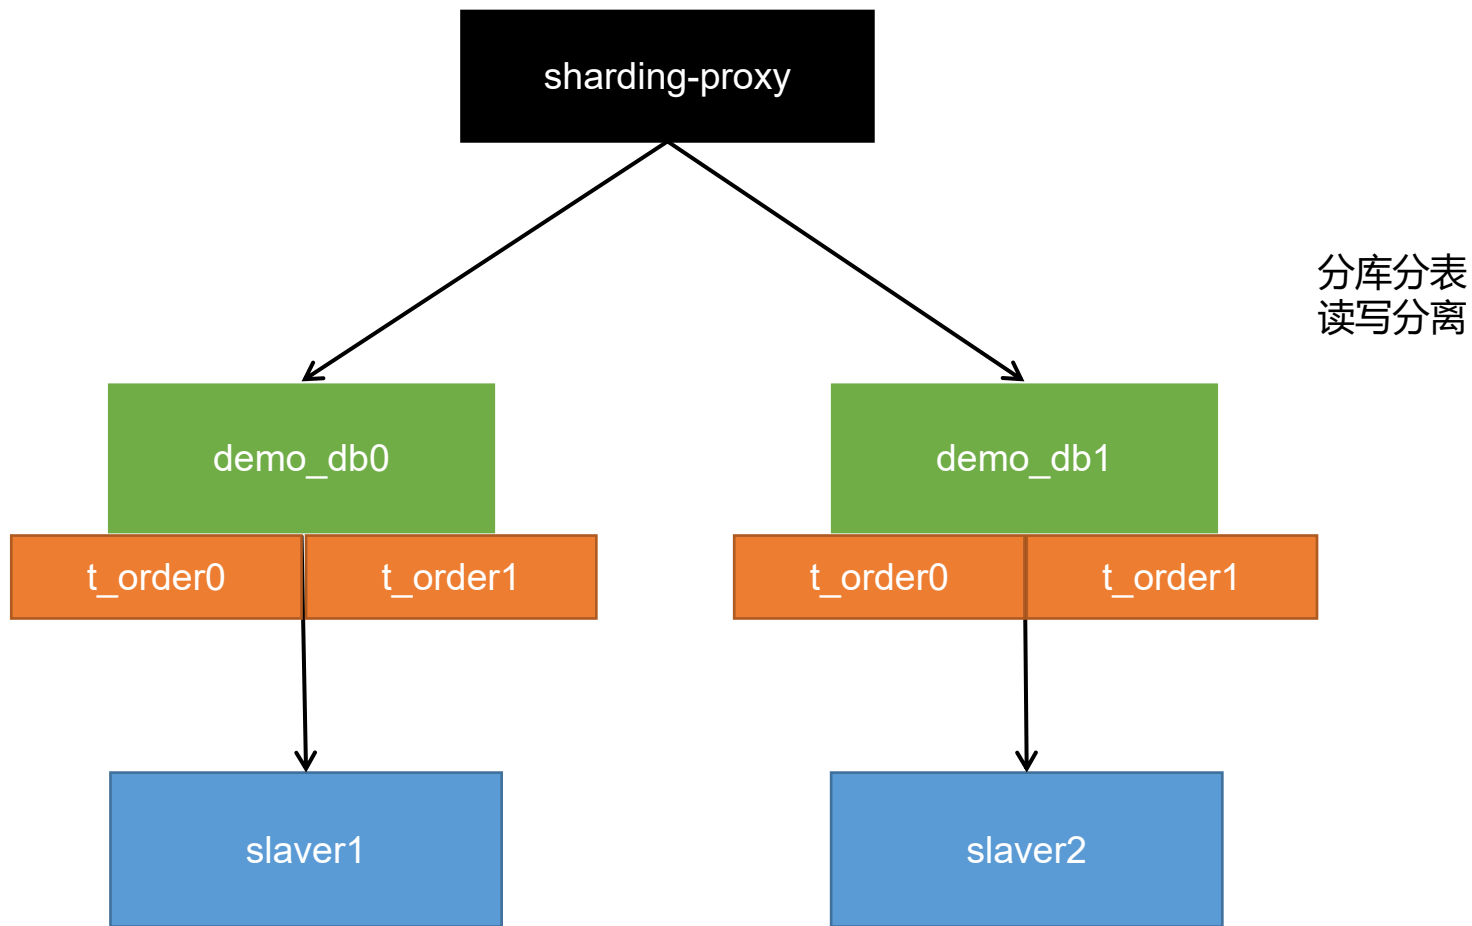 sharding-proxy
分库分表
读写分离
demo_db0
demo_db1
t_order0
t_order1
t_order0
t_order1
slaver1
slaver2